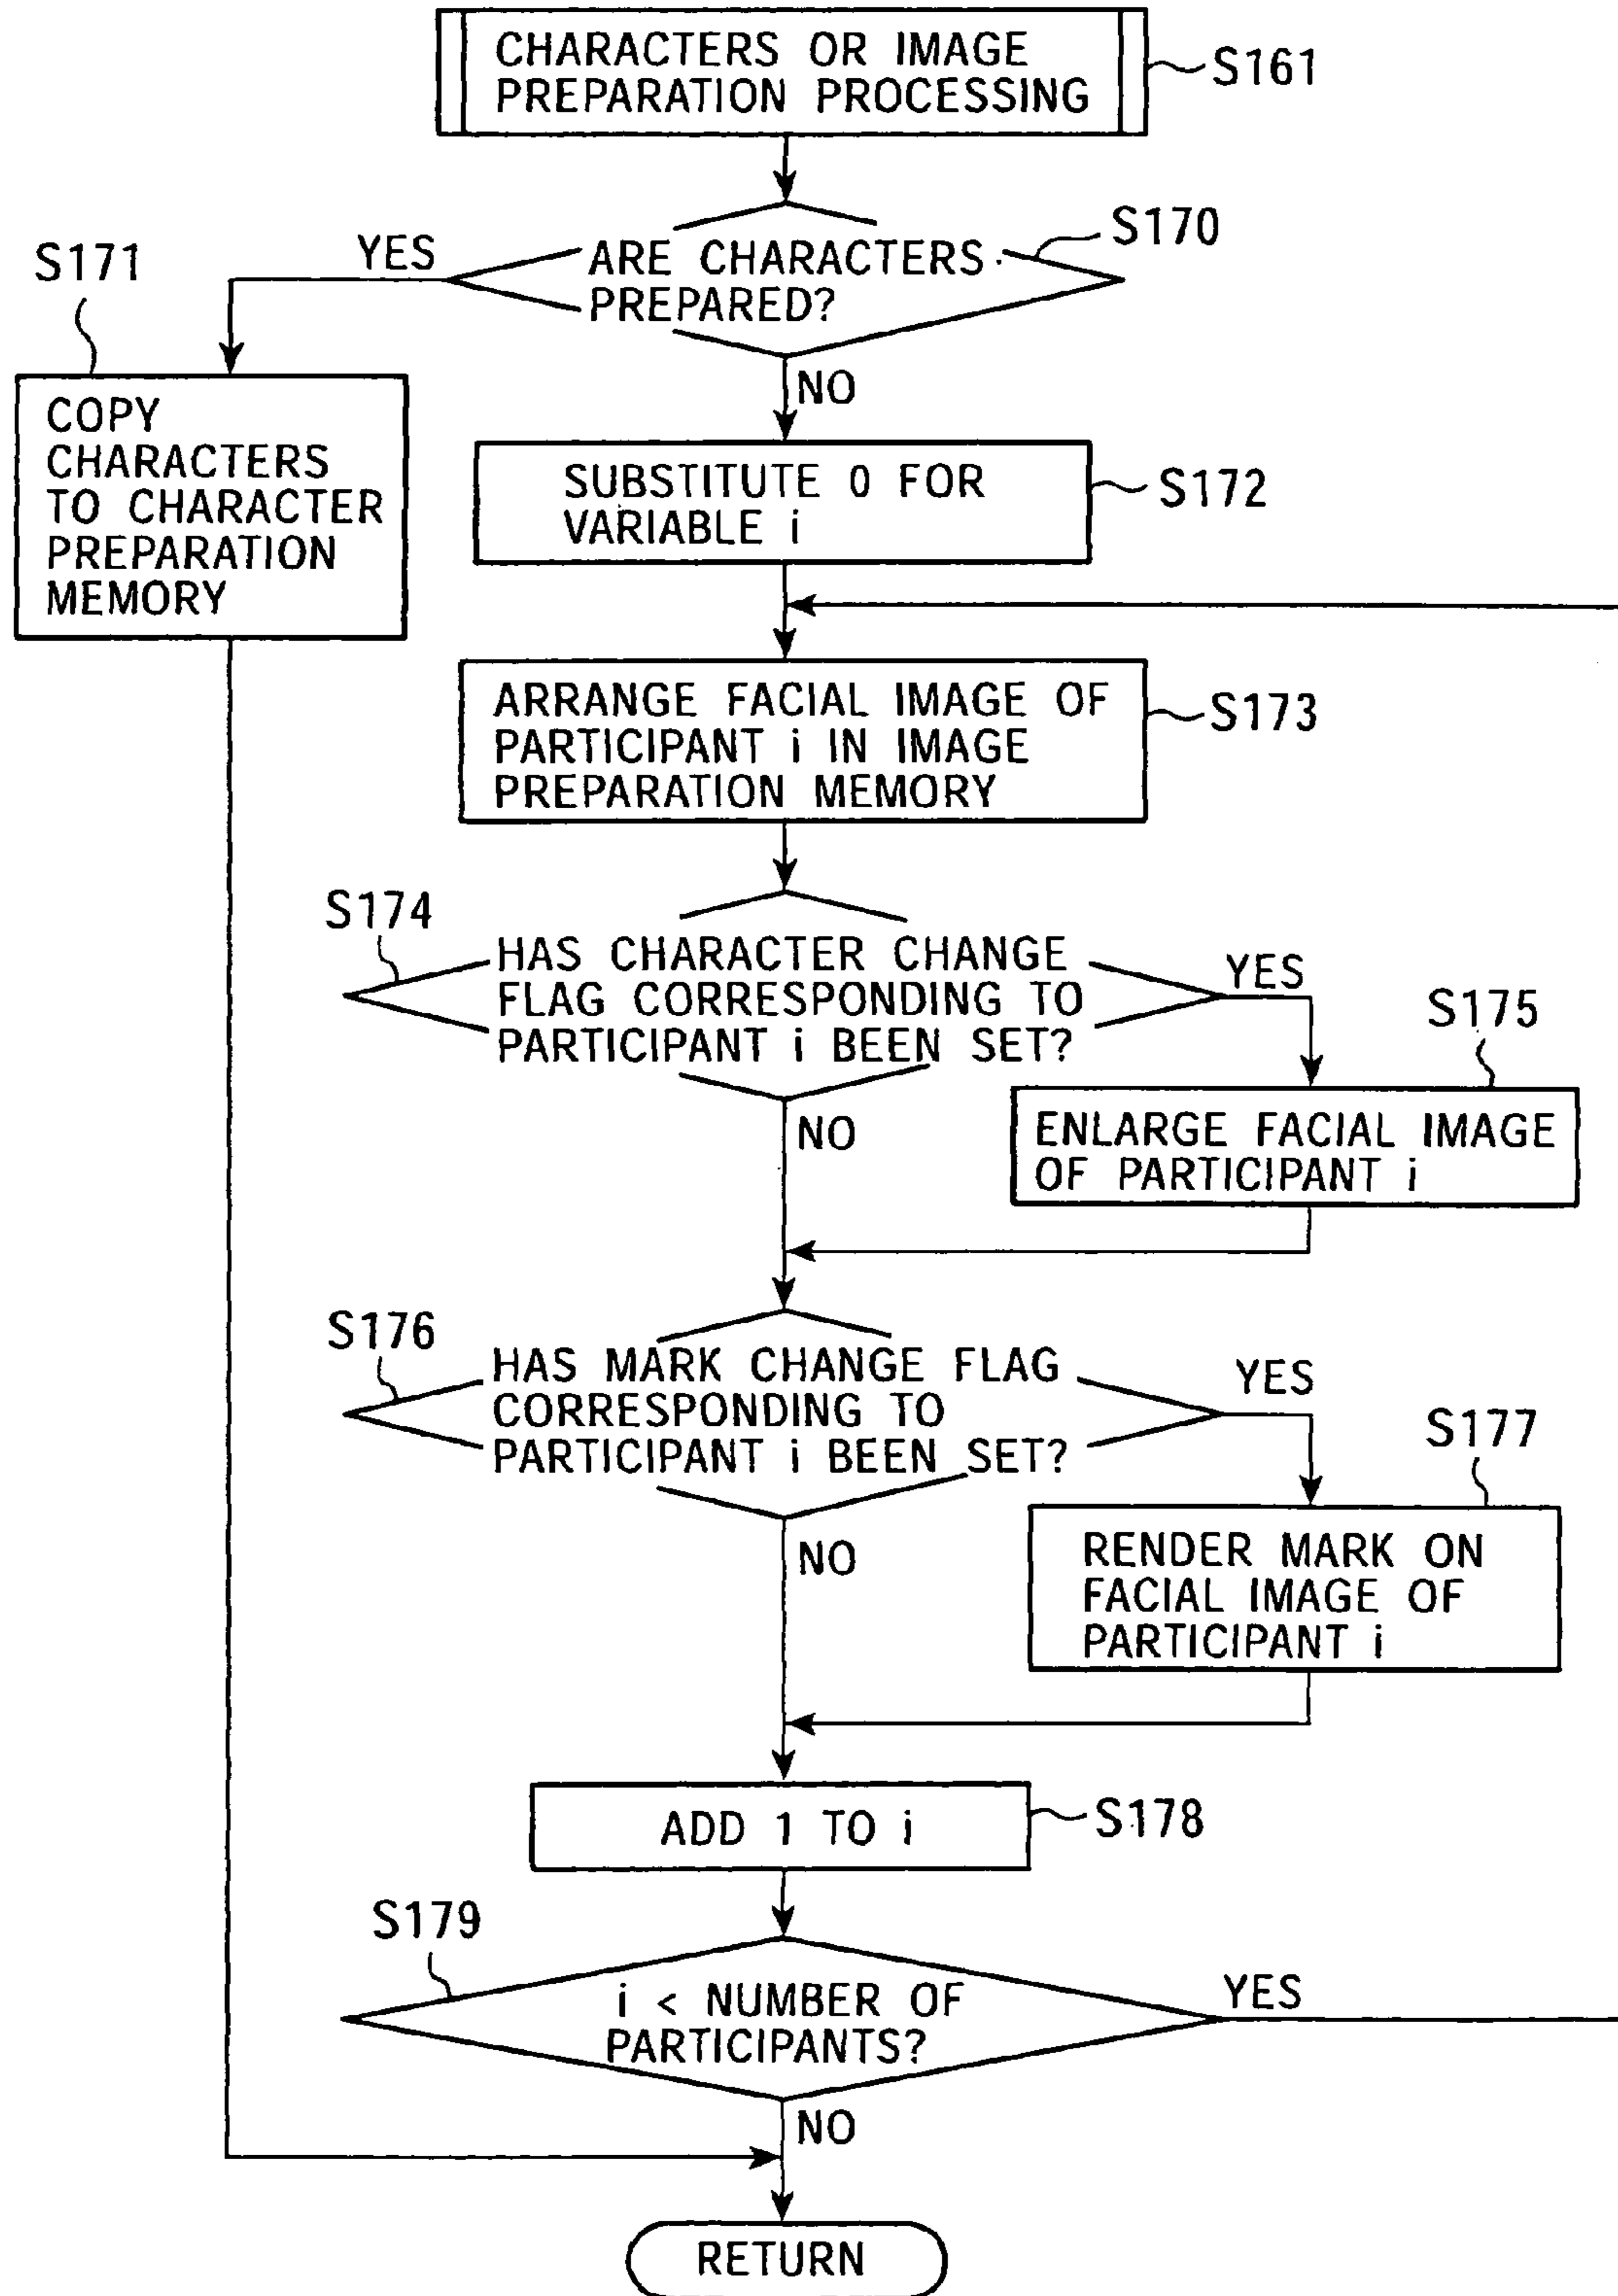 CHARACTERS OR IMAGE
PREPARATION PROCESSING
S161
S170
ARE CHARACTERS
PREPARED?
YES
S171
NO
COPY
CHARACTERS
TO CHARACTER
PREPARATION
MEMORY
SUBSTITUTE 0 FOR
VARIABLE i
S172
ARRANGE FACIAL IMAGE OF
PARTICIPANT i IN IMAGE
PREPARATION MEMORY
S173
S174
HAS CHARACTER CHANGE
FLAG CORRESPONDING TO
PARTICIPANT i BEEN SET?
YES
S175
NO
ENLARGE FACIAL IMAGE
OF PARTICIPANT i
S176
HAS MARK CHANGE FLAG
CORRESPONDING TO
PARTICIPANT i BEEN SET?
YES
S177
NO
RENDER MARK ON
FACIAL IMAGE OF
PARTICIPANT i
ADD 1 TO i
S178
S179
i < NUMBER OF
PARTICIPANTS?
YES
NO
RETURN